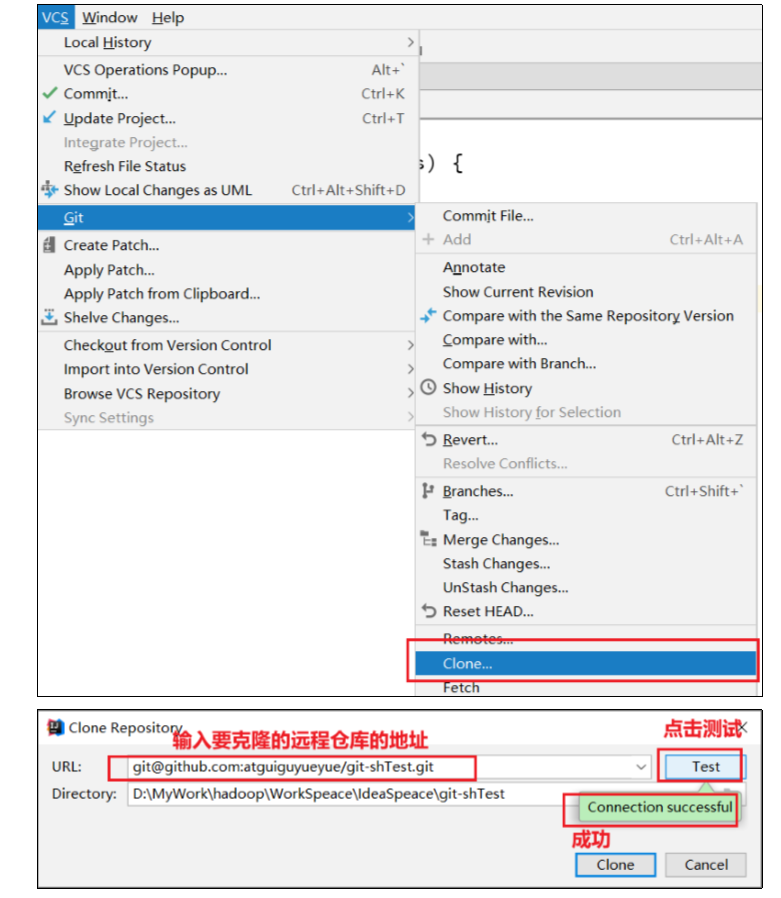 VCS Window Help
Local History
VCS Operations Popup... Alt+`
Commit... Ctrl+K
Update Project... Ctrl+T
Integrate Project...
Refresh File Status
Show Local Changes as UML Ctrl+Alt+Shift+D
Git
Create Patch...
Apply Patch...
Apply Patch from Clipboard...
Shelve Changes...
Checkout from Version Control
Import into Version Control
Browse VCS Repository
Sync Settings
) {
Commit File...
Add Ctrl+Alt+A
Annotate
Show Current Revision
Compare with the Same Repository Version
Compare with...
Compare with Branch...
Show History
Show History for Selection
Revert... Ctrl+Alt+Z
Resolve Conflicts...
Branches... Ctrl+Shift+`
Tag...
Merge Changes...
Stash Changes...
UnStash Changes...
Reset HEAD...
Remotes...
Clone...
Fetch
Clone Repository
输入要克隆的远程仓库的地址
点击测试
URL: git@github.com:atguiguyueyue/git-shTest.git Test
Directory: D:\MyWork\hadoop\WorkSpeace\IdeaSpeace\git-shTest
Connection successful
成功
Clone Cancel